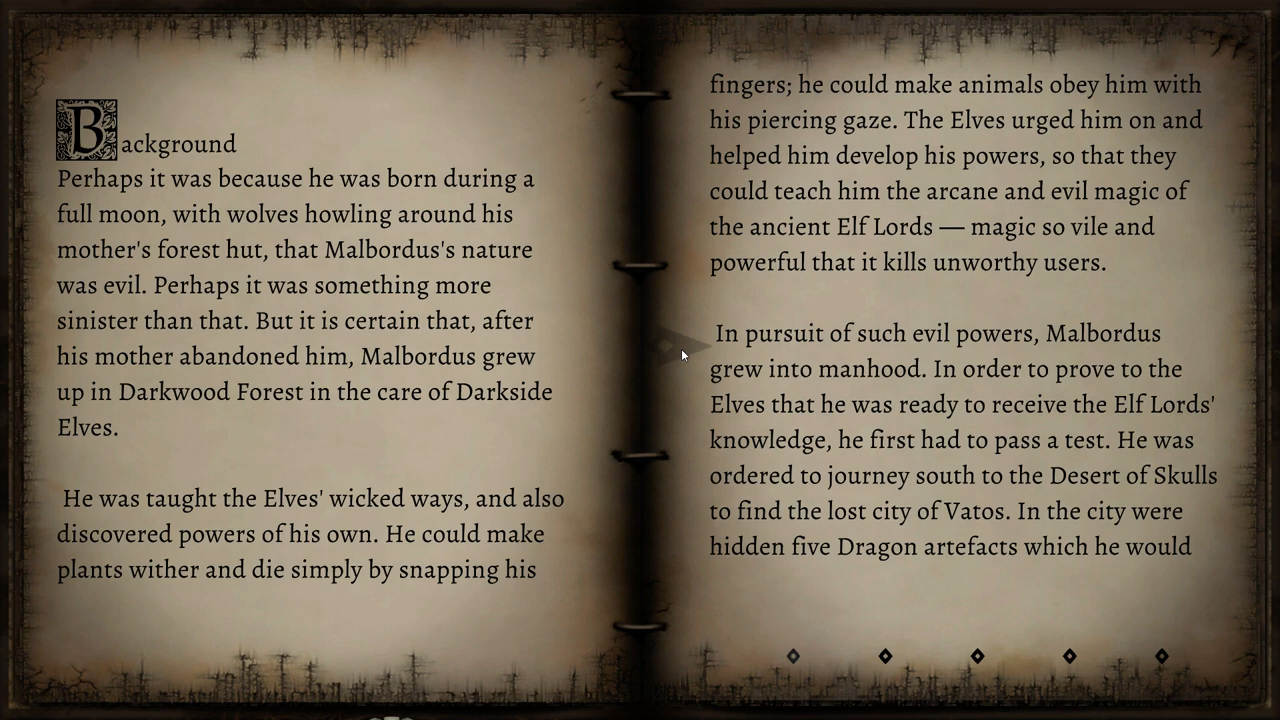 Background
Perhaps it was because he was born during a
full moon, with wolves howling around his
mother's forest hut, that Malbordus's nature
was evil. Perhaps it was something more
sinister than that. But it is certain that, after
his mother abandoned him, Malbordus grew
up in Darkwood Forest in the care of Darkside
Elves.
He was taught the Elves' wicked ways, and also
discovered powers of his own. He could make
plants wither and die simply by snapping his
fingers; he could make animals obey him with
his piercing gaze. The Elves urged him on and
helped him develop his powers, so that they
could teach him the arcane and evil magic of
the ancient Elf Lords — magic so vile and
powerful that it kills unworthy users.
In pursuit of such evil powers, Malbordus
grew into manhood. In order to prove to the
Elves that he was ready to receive the Elf Lords'
knowledge, he first had to pass a test. He was
ordered to journey south to the Desert of Skulls
to find the lost city of Vatos. In the city were
hidden five Dragon artefacts which he would